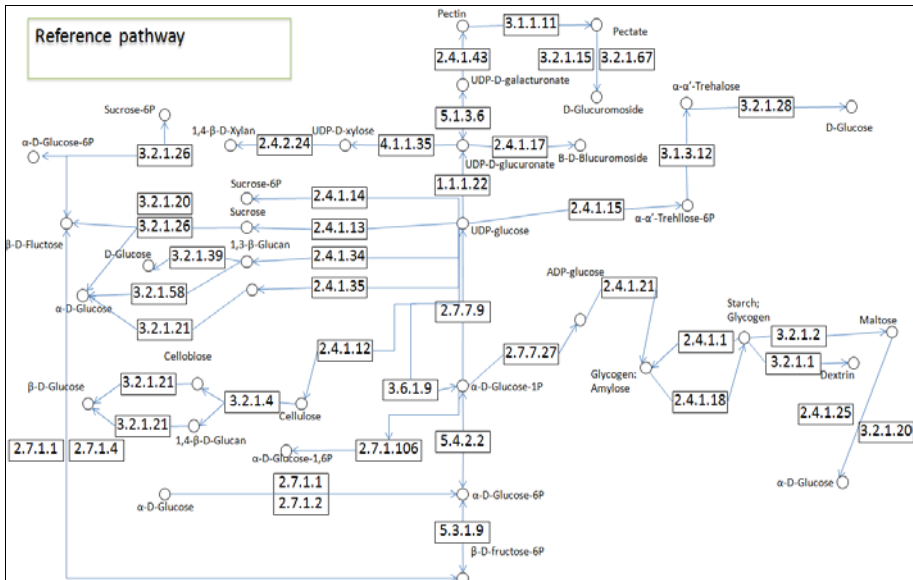 Reference pathway
Pectin
3.1.1.11
Pectate
2.4.1.43
3.2.1.15
3.2.1.67
UDP-D-galacturonate
D-Glucuromoside
α-α'-Trehalose
3.2.1.28
D-Glucose
Sucrose-6P
5.1.3.6
1,4-β-D-Xylan
UDP-D-xylose
2.4.2.24
4.1.1.35
2.4.1.17
UDP-D-glucuronate
B-D-Blucuromoside
α-D-Glucose-6P
3.2.1.26
3.1.3.12
1.1.1.22
Sucrose-6P
2.4.1.14
3.2.1.20
3.2.1.26
Sucrose
2.4.1.13
2.4.1.15
α-α'-Trehllose-6P
UDP-glucose
β-D-Fluctose
D-Glucose
3.2.1.39
1,3-β-Glucan
2.4.1.34
ADP-glucose
α-D-Glucose
3.2.1.58
2.4.1.35
2.4.1.21
2.7.7.9
Starch;
Glycogen
Maltose
3.2.1.21
2.4.1.12
2.7.7.27
2.4.1.1
3.2.1.2
Cellobiose
3.2.1.1
Dextrin
β-D-Glucose
3.2.1.21
3.6.1.9
α-D-Glucose-1P
Glycogen;
Amylose
3.2.1.4
Cellulose
2.4.1.18
2.4.1.25
3.2.1.20
3.2.1.21
1,4-β-D-Glucan
2.7.1.1
2.7.1.4
2.7.1.106
5.4.2.2
α-D-Glucose-1,6P
α-D-Glucose
2.7.1.1
2.7.1.2
α-D-Glucose
α-D-Glucose-6P
5.3.1.9
β-D-fructose-6P